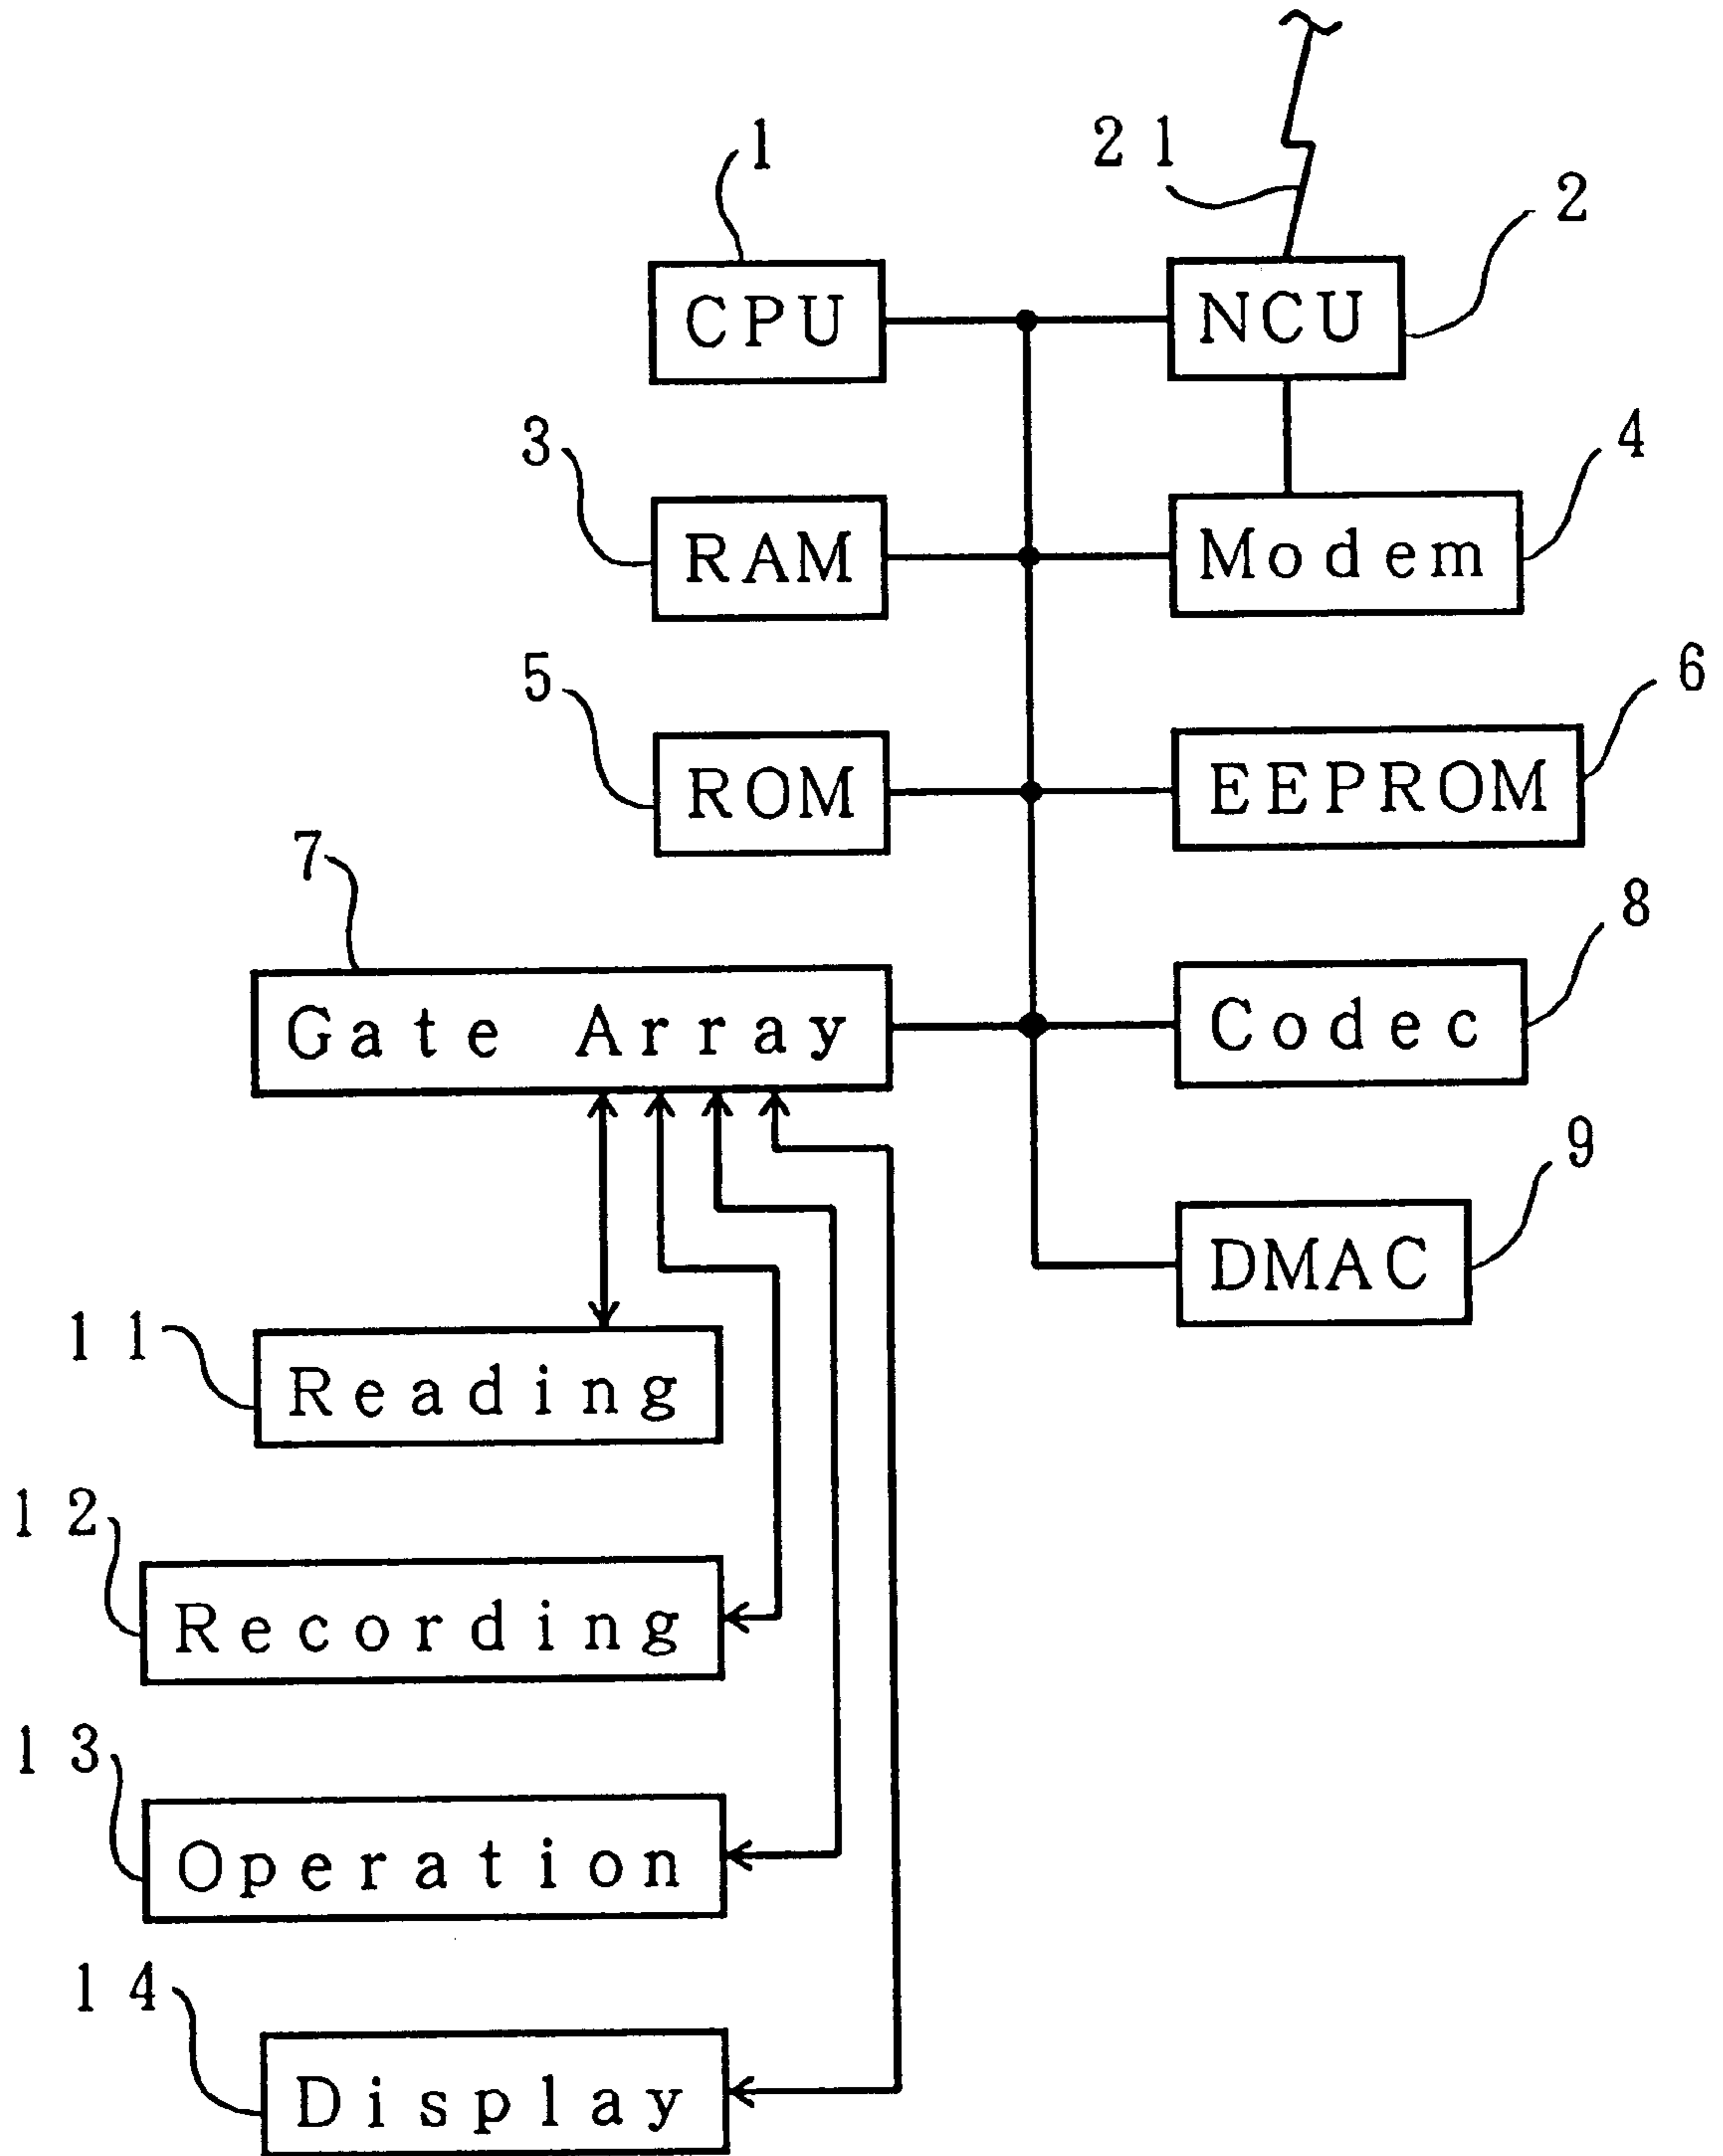 1
21
2
CPU
NCU
3
4
RAM
Modem
5
6
ROM
EEPROM
7
8
Gate Array
Codec
9
DMAC
11
Reading
12
Recording
13
Operation
14
Display